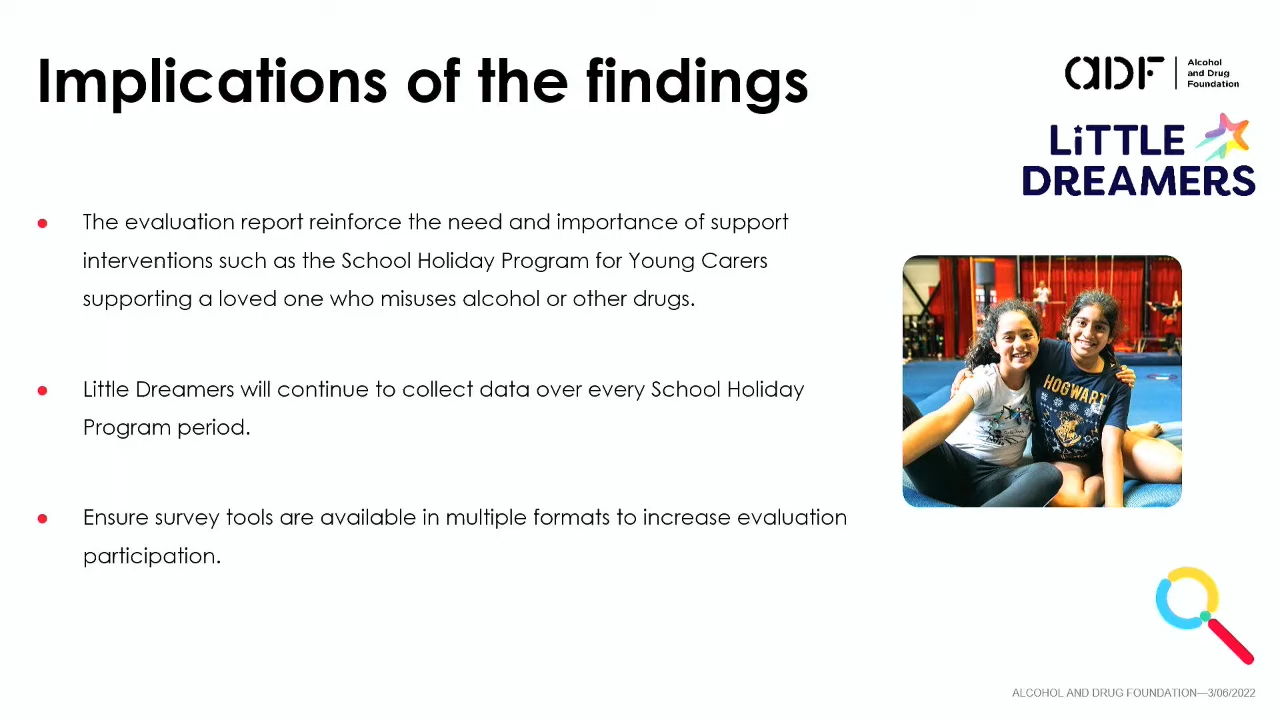 Implications of the findings
aDF
Alcohol
and Drug
Foundation
LiTTLE
DREAMERS
The evaluation report reinforce the need and importance of support
interventions such as the School Holiday Program for Young Carers
supporting a loved one who misuses alcohol or other drugs.
Little Dreamers will continue to collect data over every School Holiday
Program period.
Ensure survey tools are available in multiple formats to increase evaluation
participation.
HOGWART
ALCOHOL AND DRUG FOUNDATION—3/06/2022